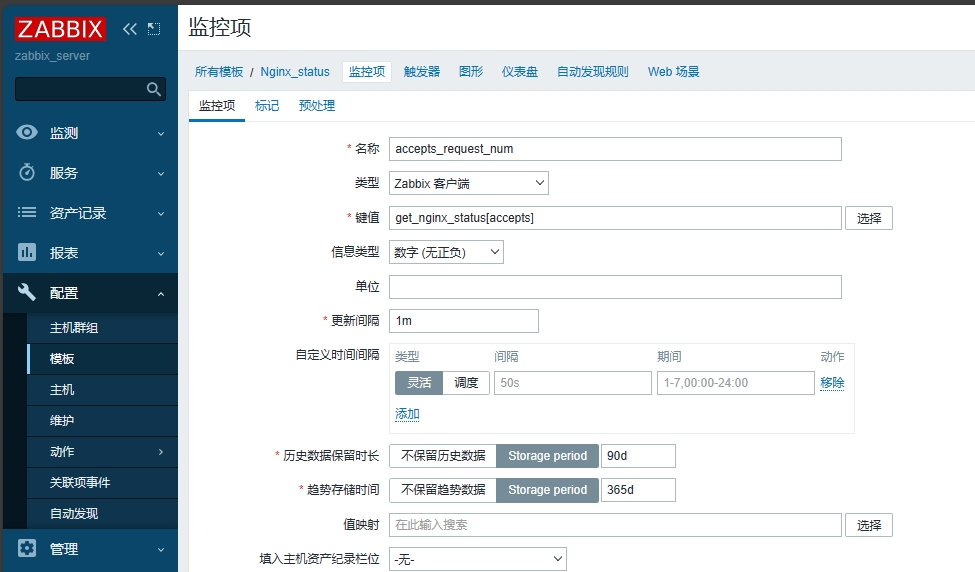 ZABBIX
zabbix_server
监测
服务
资产记录
报表
配置
主机群组
模板
主机
维护
动作
关联项事件
自动发现
管理
监控项
所有模板 / Nginx_status 监控项 触发器 图形 仪表盘 自动发现规则 Web 场景
监控项 标记 预处理
* 名称 accepts_request_num
类型 Zabbix 客户端
* 键值 get_nginx_status[accepts] 选择
信息类型 数字 (无正负)
单位
* 更新间隔 1m
自定义时间间隔 类型 间隔 期间 动作
灵活 调度 50s 1-7,00:00-24:00 移除
添加
* 历史数据保留时长 不保留历史数据 Storage period 90d
* 趋势存储时间 不保留趋势数据 Storage period 365d
值映射 在此输入搜索 选择
填入主机资产纪录栏位 -无-